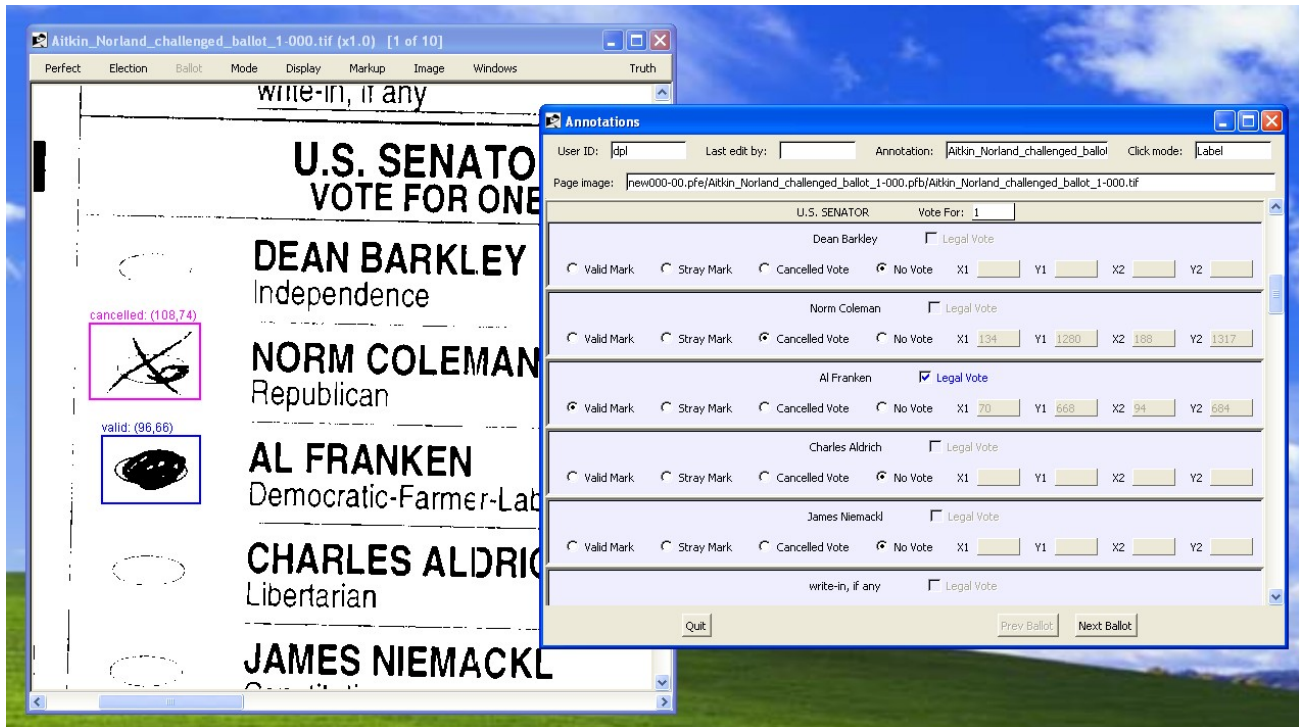 Aitkin_Norland_challenged_ballot_1-000.tif (x1.0) [1 of 10]
Perfect Election Ballot Mode Display Markup Image Windows Truth
write-in, if any
U.S. SENATO
VOTE FOR ONE
DEAN BARKLEY
Independence
cancelled: (108,74)
NORM COLEMAN
Republican
valid: (96,66)
AL FRANKEN
Democratic-Farmer-Lab
CHARLES ALDRIC
Libertarian
JAMES NIEMACKL
Annotations
User ID: dpl Last edit by: Annotation: Aitkin_Norland_challenged_ballot Click mode: Label
Page image: new000-00.pfe/Aitkin_Norland_challenged_ballot_1-000.pfb/Aitkin_Norland_challenged_ballot_1-000.tif
U.S. SENATOR Vote For: 1
Dean Barkley Legal Vote
Valid Mark Stray Mark Cancelled Vote No Vote X1 Y1 X2 Y2
Norm Coleman Legal Vote
Valid Mark Stray Mark Cancelled Vote No Vote X1 134 Y1 1280 X2 188 Y2 1317
Al Franken Legal Vote
Valid Mark Stray Mark Cancelled Vote No Vote X1 70 Y1 668 X2 94 Y2 684
Charles Aldrich Legal Vote
Valid Mark Stray Mark Cancelled Vote No Vote X1 Y1 X2 Y2
James Niemackl Legal Vote
Valid Mark Stray Mark Cancelled Vote No Vote X1 Y1 X2 Y2
write-in, if any Legal Vote
Quit Prev Ballot Next Ballot